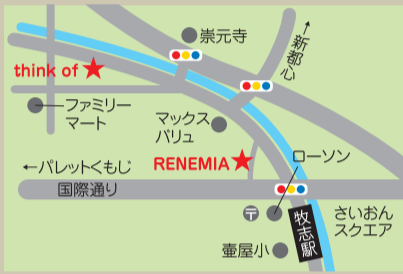 崇元寺
↑
新都心
think of
ファミリー
マート
マックス
バリュ
ローソン
RENEMIA
←パレットくもじ
国際通り
〒
牧志駅
さいおん
スクエア
壷屋小